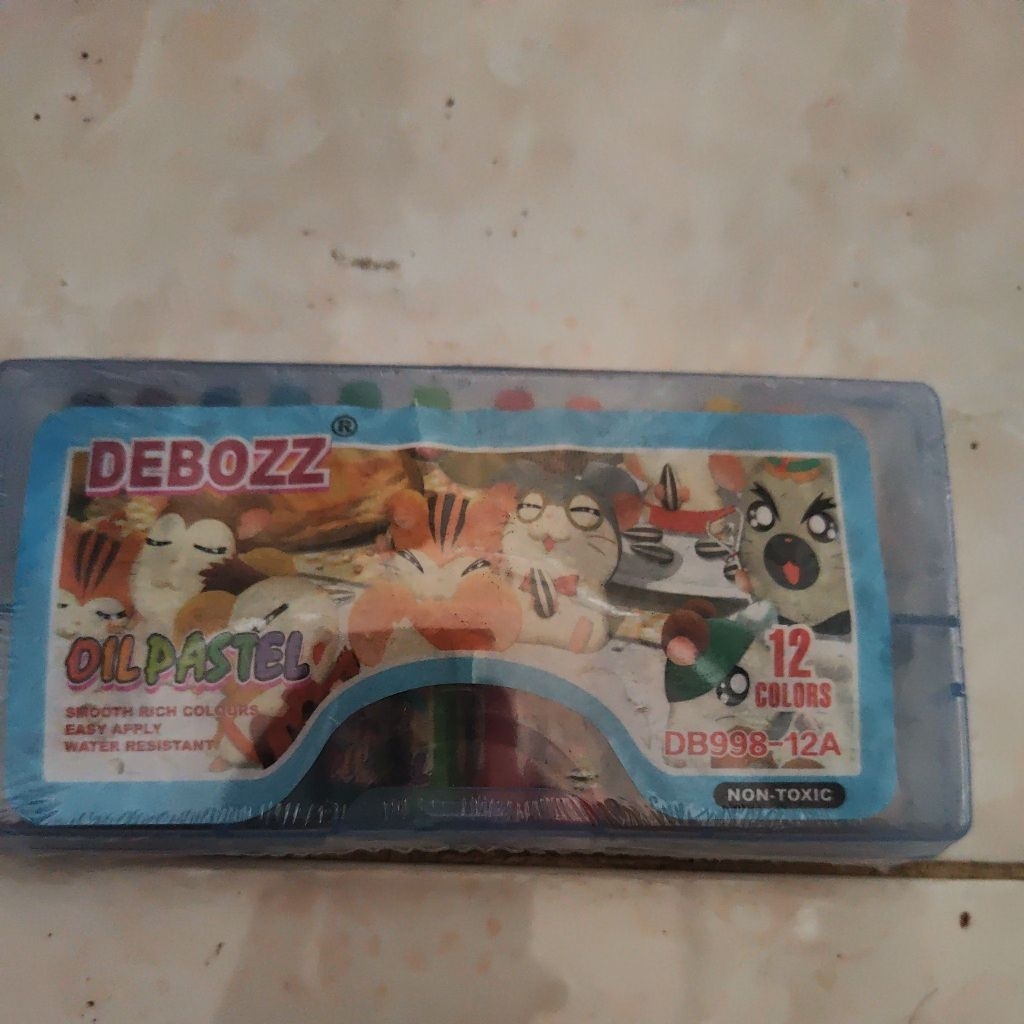 DEBOZZ®
OIL PASTEL
SMOOTH RICH COLOURS
EASY APPLY
WATER RESISTANT
12
COLORS
DB998-12A
NON-TOXIC